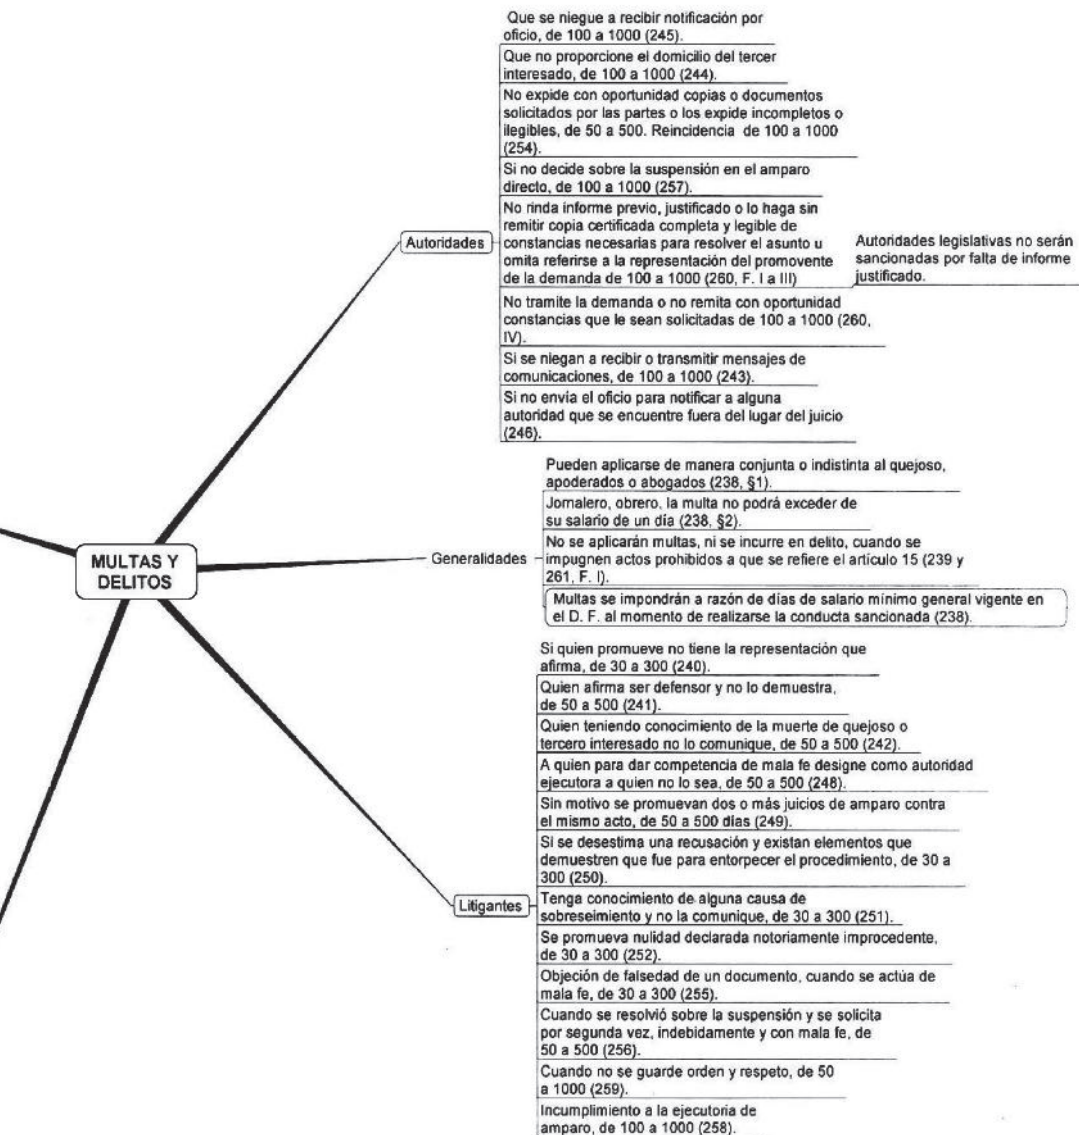 Que se niegue a recibir notificación por
oficio, de 100 a 1000 (245).
Que no proporcione el domicilio del tercer
interesado, de 100 a 1000 (244).
No expide con oportunidad copias o documentos
solicitados por las partes o los expide incompletos o
ilegibles, de 50 a 500. Reincidencia de 100 a 1000
(254).
Si no decide sobre la suspensión en el amparo
directo, de 100 a 1000 (257).
No rinda informe previo, justificado o lo haga sin
remitir copia certificada completa y legible de
constancias necesarias para resolver el asunto u
omita referirse a la representación del promovente
de la demanda de 100 a 1000 (260, F. I a III)
Autoridades legislativas no serán
sancionadas por falta de informe
justificado.
No tramite la demanda o no remita con oportunidad
constancias que le sean solicitadas de 100 a 1000 (260,
IV).
Si se niegan a recibir o transmitir mensajes de
comunicaciones, de 100 a 1000 (243).
Si no envía el oficio para notificar a alguna
autoridad que se encuentre fuera del lugar del juicio
(246).
Autoridades
MULTAS Y
DELITOS
Generalidades
Pueden aplicarse de manera conjunta o indistinta al quejoso,
apoderados o abogados (238, §1).
Jornalero, obrero, la multa no podrá exceder de
su salario de un día (238, §2).
No se aplicarán multas, ni se incurre en delito, cuando se
impugnen actos prohibidos a que se refiere el artículo 15 (239 y
261, F. I).
Multas se impondrán a razón de días de salario mínimo general vigente en
el D. F. al momento de realizarse la conducta sancionada (238).
Litigantes
Si quien promueve no tiene la representación que
afirma, de 30 a 300 (240).
Quien afirma ser defensor y no lo demuestra,
de 50 a 500 (241).
Quien teniendo conocimiento de la muerte de quejoso o
tercero interesado no lo comunique, de 50 a 500 (242).
A quien para dar competencia de mala fe designe como autoridad
ejecutora a quien no lo sea, de 50 a 500 (248).
Sin motivo se promuevan dos o más juicios de amparo contra
el mismo acto, de 50 a 500 días (249).
Si se desestima una recusación y existan elementos que
demuestren que fue para entorpecer el procedimiento, de 30 a
300 (250).
Tenga conocimiento de alguna causa de
sobreseimiento y no la comunique, de 30 a 300 (251).
Se promueva nulidad declarada notoriamente improcedente,
de 30 a 300 (252).
Objeción de falsedad de un documento, cuando se actúa de
mala fe, de 30 a 300 (255).
Cuando se resolvió sobre la suspensión y se solicita
por segunda vez, indebidamente y con mala fe, de
50 a 500 (256).
Cuando no se guarde orden y respeto, de 50
a 1000 (259).
Incumplimiento a la ejecutoria de
amparo, de 100 a 1000 (258).